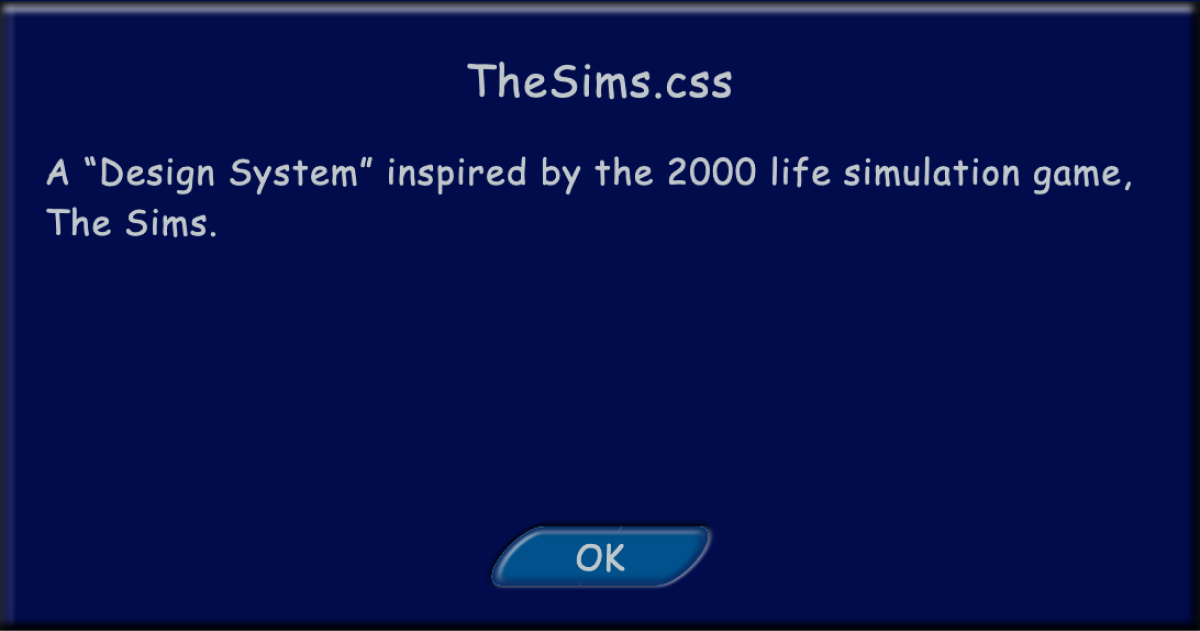 TheSims.css
A “Design System” inspired by the 2000 life simulation game,
The Sims.
OK